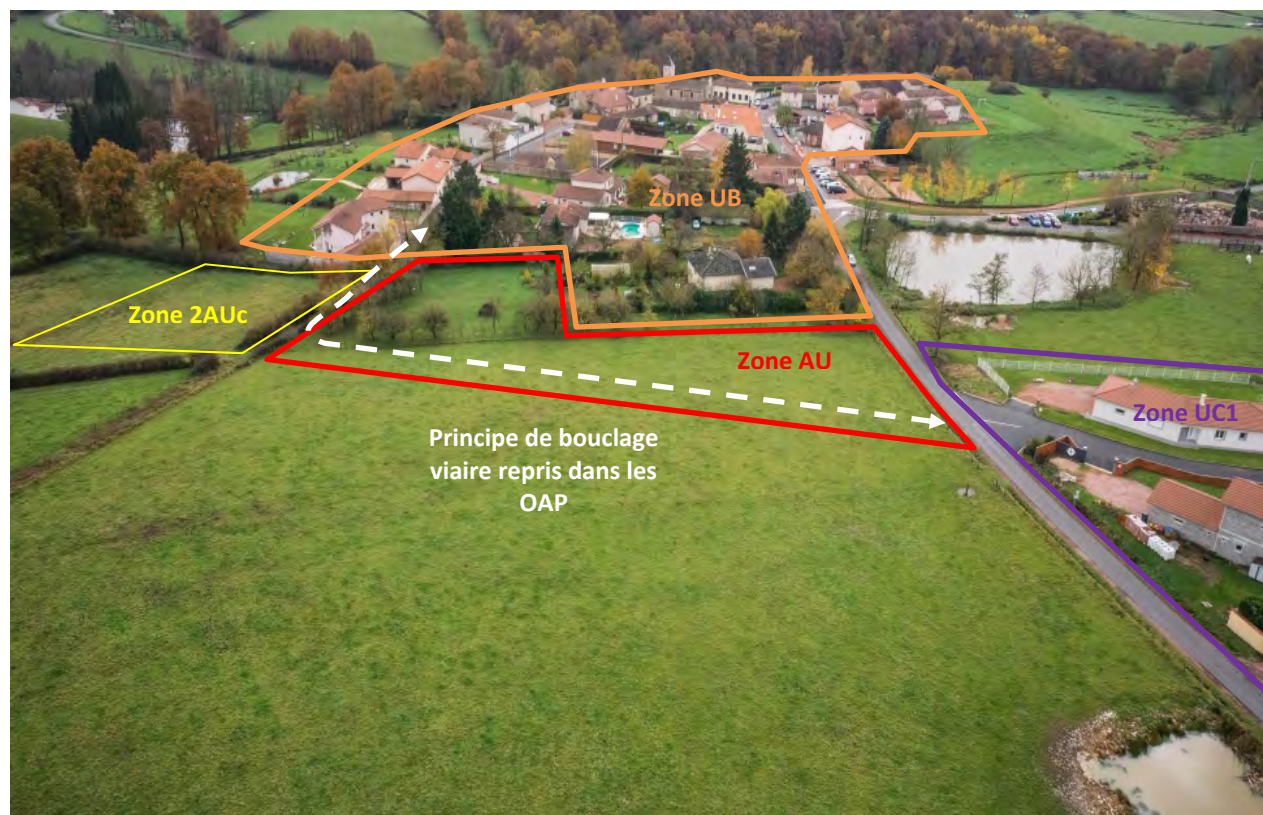 Zone UB
Zone 2AUc
Zone AU
Zone UC1
Principe de bouclage
viaire repris dans les
OAP